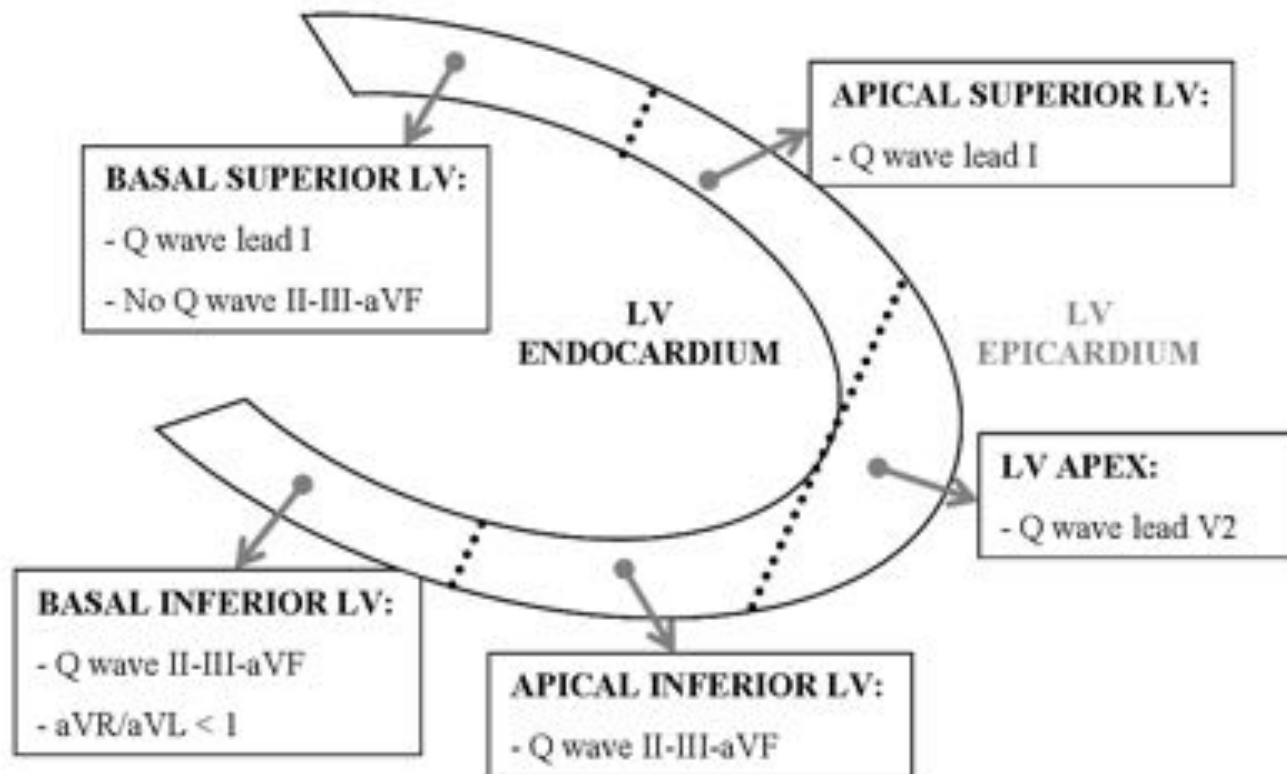 BASAL SUPERIOR LV:
- Q wave lead I
- No Q wave II-III-aVF
APICAL SUPERIOR LV:
- Q wave lead I
LV
ENDOCARDIUM
LV
EPICARDIUM
LV APEX:
- Q wave lead V2
BASAL INFERIOR LV:
- Q wave II-III-aVF
- aVR/aVL < 1
APICAL INFERIOR LV:
- Q wave II-III-aVF